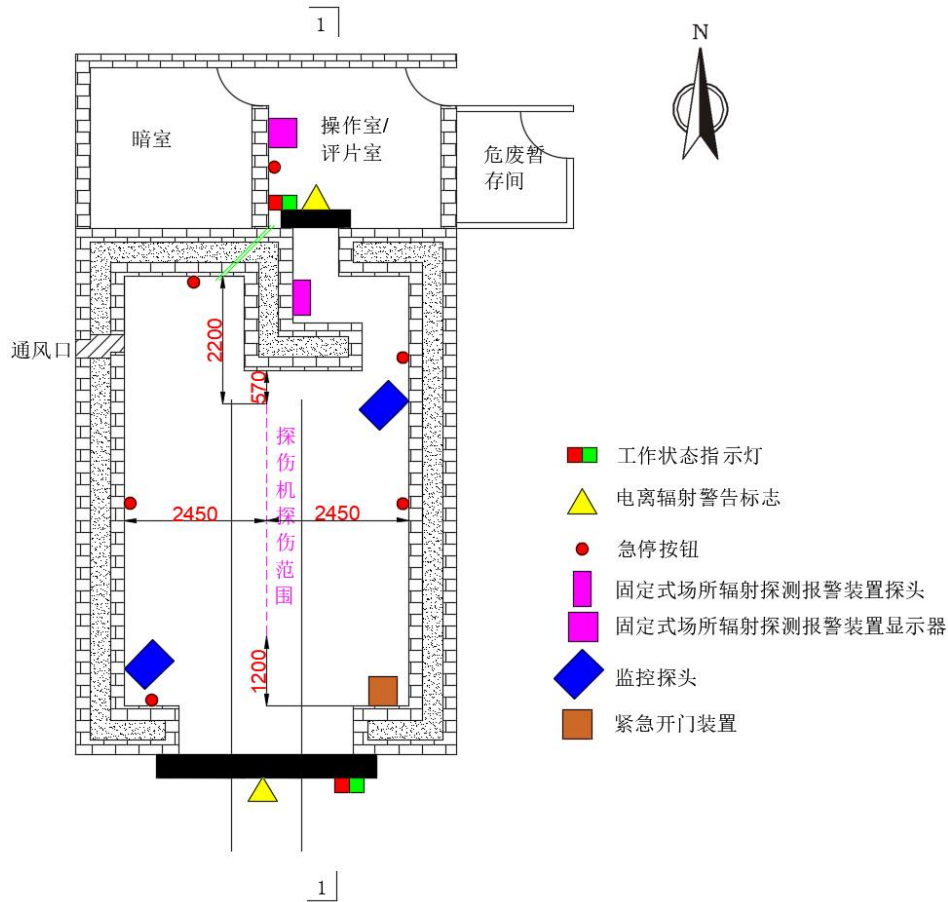 1
N
暗室
操作室/
评片室
危废暂
存间
通风口
2200
570
探伤机探伤范围
2450
2450
1200
工作状态指示灯
电离辐射警告标志
急停按钮
固定式场所辐射探测报警装置探头
固定式场所辐射探测报警装置显示器
监控探头
紧急开门装置
1